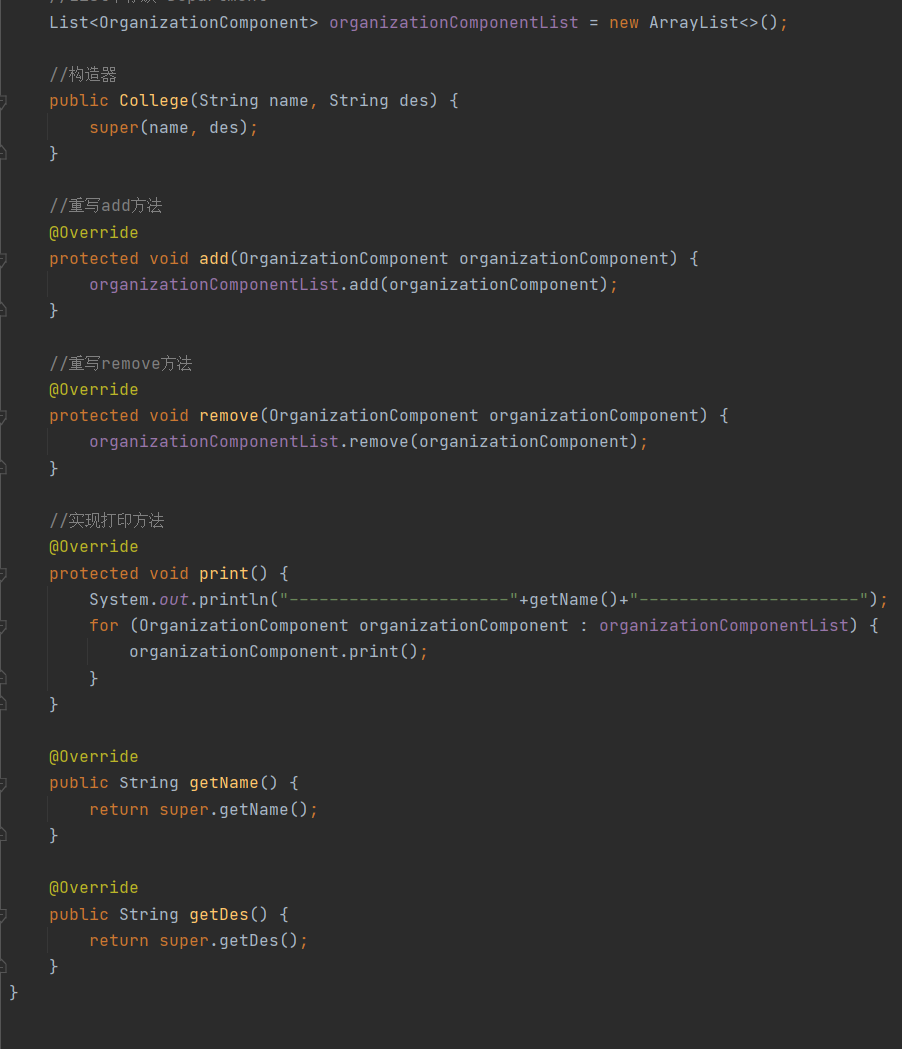 List<OrganizationComponent> organizationComponentList = new ArrayList<>();
//构造器
public College(String name, String des) {
super(name, des);
}
//重写add方法
@Override
protected void add(OrganizationComponent organizationComponent) {
organizationComponentList.add(organizationComponent);
}
//重写remove方法
@Override
protected void remove(OrganizationComponent organizationComponent) {
organizationComponentList.remove(organizationComponent);
}
//实现打印方法
@Override
protected void print() {
System.out.println("----------------------"+getName()+"----------------------");
for (OrganizationComponent organizationComponent : organizationComponentList) {
organizationComponent.print();
}
}
@Override
public String getName() {
return super.getName();
}
@Override
public String getDes() {
return super.getDes();
}
}